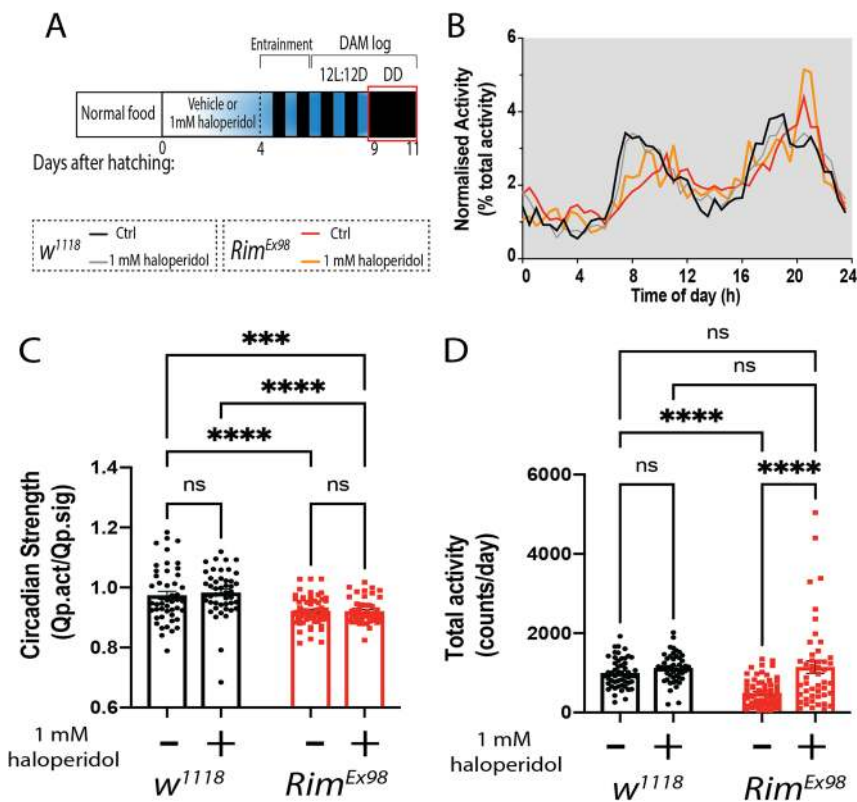 A
Entrainment
DAM log
12L:12D
DD
Normal food
Vehicle or
1mM haloperidol
0
4
9
11
Days after hatching:
w1118
Ctrl
1 mM haloperidol
RimEx98
Ctrl
1 mM haloperidol
B
Normalised Activity
(% total activity)
6
4
2
0
0
4
8
12
16
20
24
Time of day (h)
C
***
****
****
ns
ns
Circadian Strength
(Qp.act/Qp.sig)
1.4
1.2
1.0
0.8
0.6
1 mM
haloperidol
−
+
−
+
w1118
RimEx98
D
ns
ns
****
ns
****
Total activity
(counts/day)
6000
4000
2000
0
1 mM
haloperidol
−
+
−
+
w1118
RimEx98